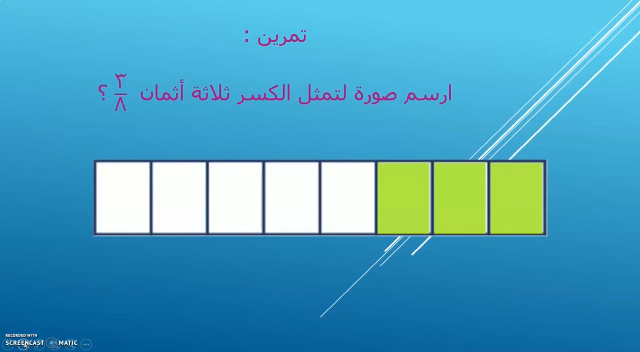 تمرين :
ارسم صورة لتمثل الكسر ثلاثة أثمان ٣/٨ ؟
RECORDED WITH
SCREENCAST MATIC